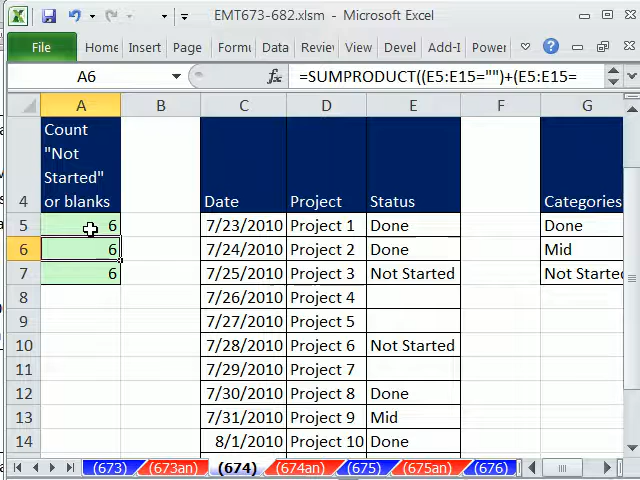 EMT673-682.xlsm - Microsoft Excel
File Home Insert Page Formu Data Revie View Devel Add-I Power
A6 fx =SUMPRODUCT((E5:E15="")+(E5:E15=
A B C D E F G
4 Count "Not Started" or blanks Date Project Status Categories
5 6 7/23/2010 Project 1 Done Done
6 6 7/24/2010 Project 2 Done Mid
7 6 7/25/2010 Project 3 Not Started Not Started
8 7/26/2010 Project 4
9 7/27/2010 Project 5
10 7/28/2010 Project 6 Not Started
11 7/29/2010 Project 7
12 7/30/2010 Project 8 Done
13 7/31/2010 Project 9 Mid
14 8/1/2010 Project 10 Done
(673) (673an) (674) (674an) (675) (675an) (676)